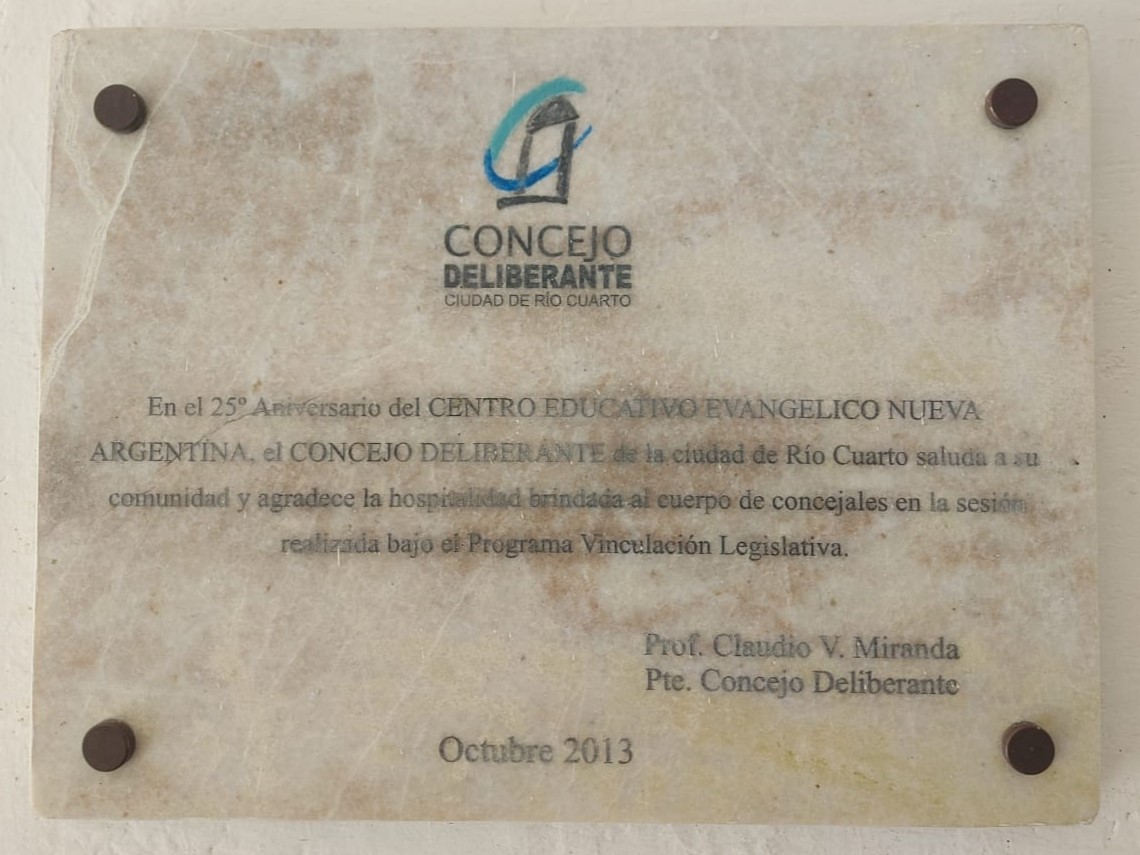 CONCEJO
DELIBERANTE
CIUDAD DE RÍO CUARTO
En el 25º Aniversario del CENTRO EDUCATIVO EVANGELICO NUEVA
ARGENTINA, el CONCEJO DELIBERANTE de la ciudad de Río Cuarto saluda a su
comunidad y agradece la hospitalidad brindada al cuerpo de concejales en la sesión
realizada bajo el Programa Vinculación Legislativa.
Prof. Claudio V. Miranda
Pte. Concejo Deliberante
Octubre 2013